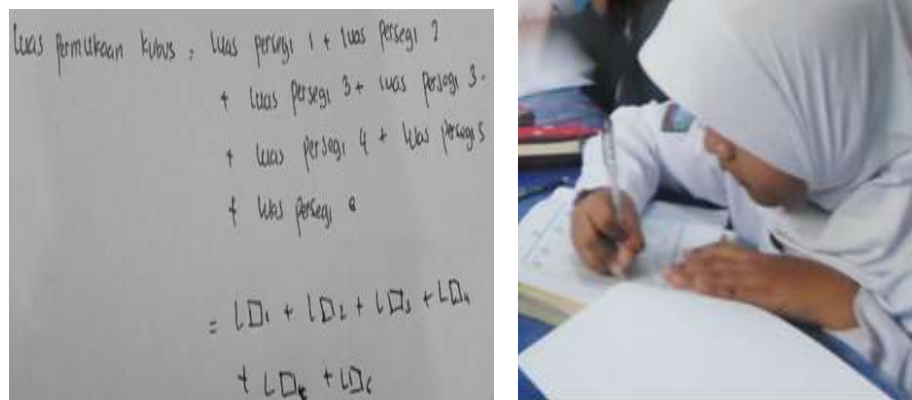 Luas permukaan kubus = luas persegi 1 + luas persegi 2
+ luas persegi 3 + luas persegi 3.
+ luas persegi 4 + luas persegi 5
+ luas persegi 6
= L□₁ + L□₂ + L□₃ + L□₄
+ L□₅ + L□₆